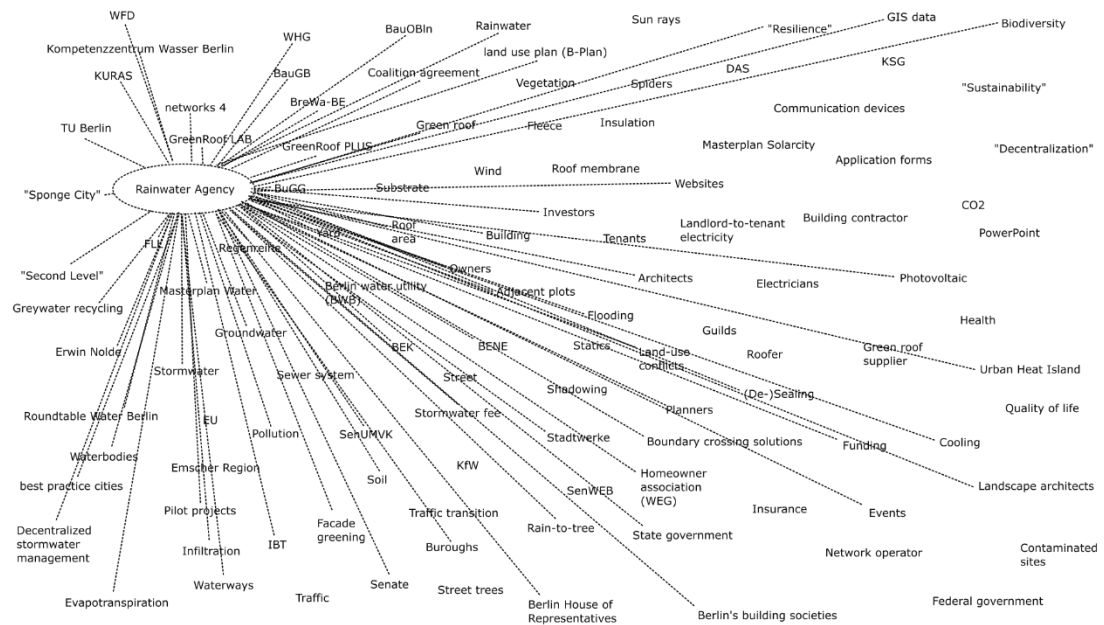 WFD
BauOBln
Rainwater
Sun rays
"Resilience"
GIS data
Biodiversity
Kompetenzzentrum Wasser Berlin
WHG
land use plan (B-Plan)
DAS
KSG
KURAS
BauGB
Coalition agreement
Vegetation
Spiders
"Sustainability"
networks 4
BreWa-BE
Communication devices
TU Berlin
GreenRoof LAB
GreenRoof PLUS
Green roof
Fleece
Insulation
Masterplan Solarcity
Application forms
"Decentralization"
"Sponge City"
Rainwater Agency
BuGG
Substrate
Wind
Roof membrane
Websites
CO2
Investors
Landlord-to-tenant
electricity
Building contractor
PowerPoint
FLL
Regenreihe
Yard
Roof
area
Building
Tenants
"Second Level"
Owners
Architects
Electricians
Photovoltaic
Greywater recycling
Masterplan Water
Berlin water utility
(BWB)
Adjacent plots
Flooding
Health
Erwin Nolde
Groundwater
BEK
BENE
Statics
Land-use
conflicts
Guilds
Roofer
Green roof
supplier
Urban Heat Island
Stormwater
Sewer system
Street
Shadowing
(De-)Sealing
Roundtable Water Berlin
EU
Pollution
SenUMVK
Stormwater fee
Stadtwerke
Planners
Boundary crossing solutions
Funding
Cooling
Quality of life
Waterbodies
best practice cities
Emscher Region
Soil
KfW
SenWEB
Homeowner
association
(WEG)
Landscape architects
Pilot projects
Decentralized
stormwater
management
Infiltration
IBT
Facade
greening
Traffic transition
Buroughs
Rain-to-tree
State government
Insurance
Events
Network operator
Contaminated
sites
Evapotranspiration
Waterways
Traffic
Senate
Street trees
Berlin House of
Representatives
Berlin's building societies
Federal government